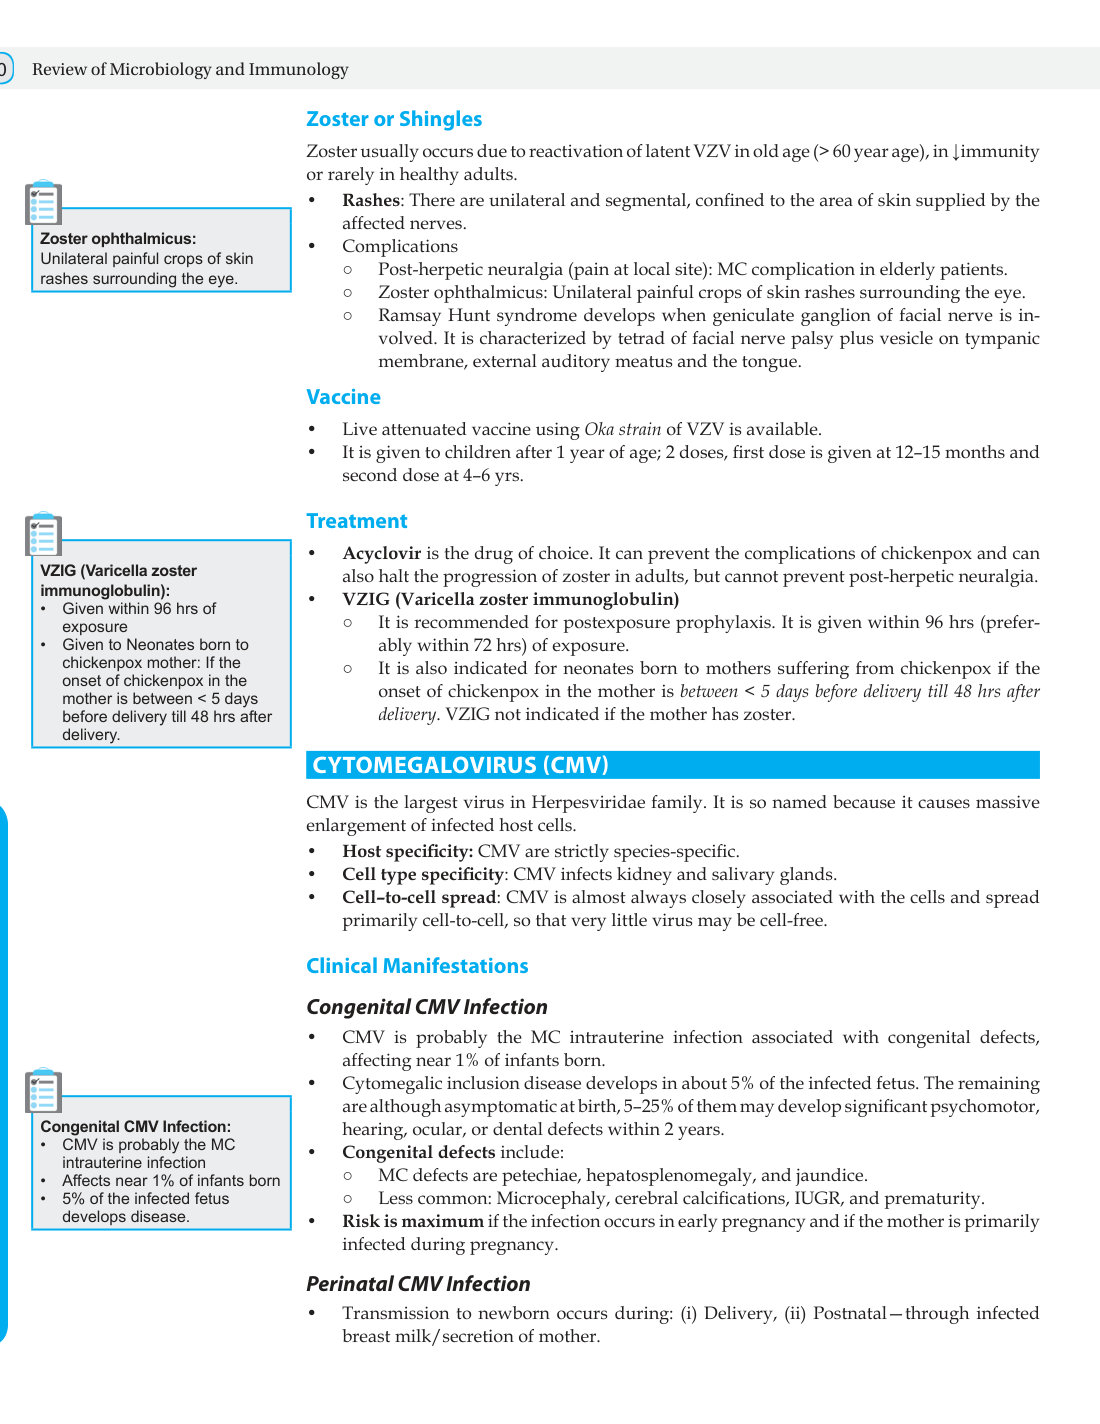 0 Review of Microbiology and Immunology
Zoster or Shingles
Zoster usually occurs due to reactivation of latent VZV in old age (> 60 year age), in ↓immunity
or rarely in healthy adults.
• Rashes: There are unilateral and segmental, confined to the area of skin supplied by the
affected nerves.
• Complications
○ Post-herpetic neuralgia (pain at local site): MC complication in elderly patients.
○ Zoster ophthalmicus: Unilateral painful crops of skin rashes surrounding the eye.
○ Ramsay Hunt syndrome develops when geniculate ganglion of facial nerve is in-
volved. It is characterized by tetrad of facial nerve palsy plus vesicle on tympanic
membrane, external auditory meatus and the tongue.
Zoster ophthalmicus:
Unilateral painful crops of skin
rashes surrounding the eye.
Vaccine
• Live attenuated vaccine using Oka strain of VZV is available.
• It is given to children after 1 year of age; 2 doses, first dose is given at 12–15 months and
second dose at 4–6 yrs.
Treatment
• Acyclovir is the drug of choice. It can prevent the complications of chickenpox and can
also halt the progression of zoster in adults, but cannot prevent post-herpetic neuralgia.
• VZIG (Varicella zoster immunoglobulin)
○ It is recommended for postexposure prophylaxis. It is given within 96 hrs (prefer-
ably within 72 hrs) of exposure.
○ It is also indicated for neonates born to mothers suffering from chickenpox if the
onset of chickenpox in the mother is between < 5 days before delivery till 48 hrs after
delivery. VZIG not indicated if the mother has zoster.
VZIG (Varicella zoster
immunoglobulin):
• Given within 96 hrs of
exposure
• Given to Neonates born to
chickenpox mother: If the
onset of chickenpox in the
mother is between < 5 days
before delivery till 48 hrs after
delivery.
CYTOMEGALOVIRUS (CMV)
CMV is the largest virus in Herpesviridae family. It is so named because it causes massive
enlargement of infected host cells.
• Host specificity: CMV are strictly species-specific.
• Cell type specificity: CMV infects kidney and salivary glands.
• Cell–to-cell spread: CMV is almost always closely associated with the cells and spread
primarily cell-to-cell, so that very little virus may be cell-free.
Clinical Manifestations
Congenital CMV Infection
• CMV is probably the MC intrauterine infection associated with congenital defects,
affecting near 1% of infants born.
• Cytomegalic inclusion disease develops in about 5% of the infected fetus. The remaining
are although asymptomatic at birth, 5–25% of them may develop significant psychomotor,
hearing, ocular, or dental defects within 2 years.
• Congenital defects include:
○ MC defects are petechiae, hepatosplenomegaly, and jaundice.
○ Less common: Microcephaly, cerebral calcifications, IUGR, and prematurity.
• Risk is maximum if the infection occurs in early pregnancy and if the mother is primarily
infected during pregnancy.
Congenital CMV Infection:
• CMV is probably the MC
intrauterine infection
• Affects near 1% of infants born
• 5% of the infected fetus
develops disease.
Perinatal CMV Infection
• Transmission to newborn occurs during: (i) Delivery, (ii) Postnatal—through infected
breast milk/secretion of mother.